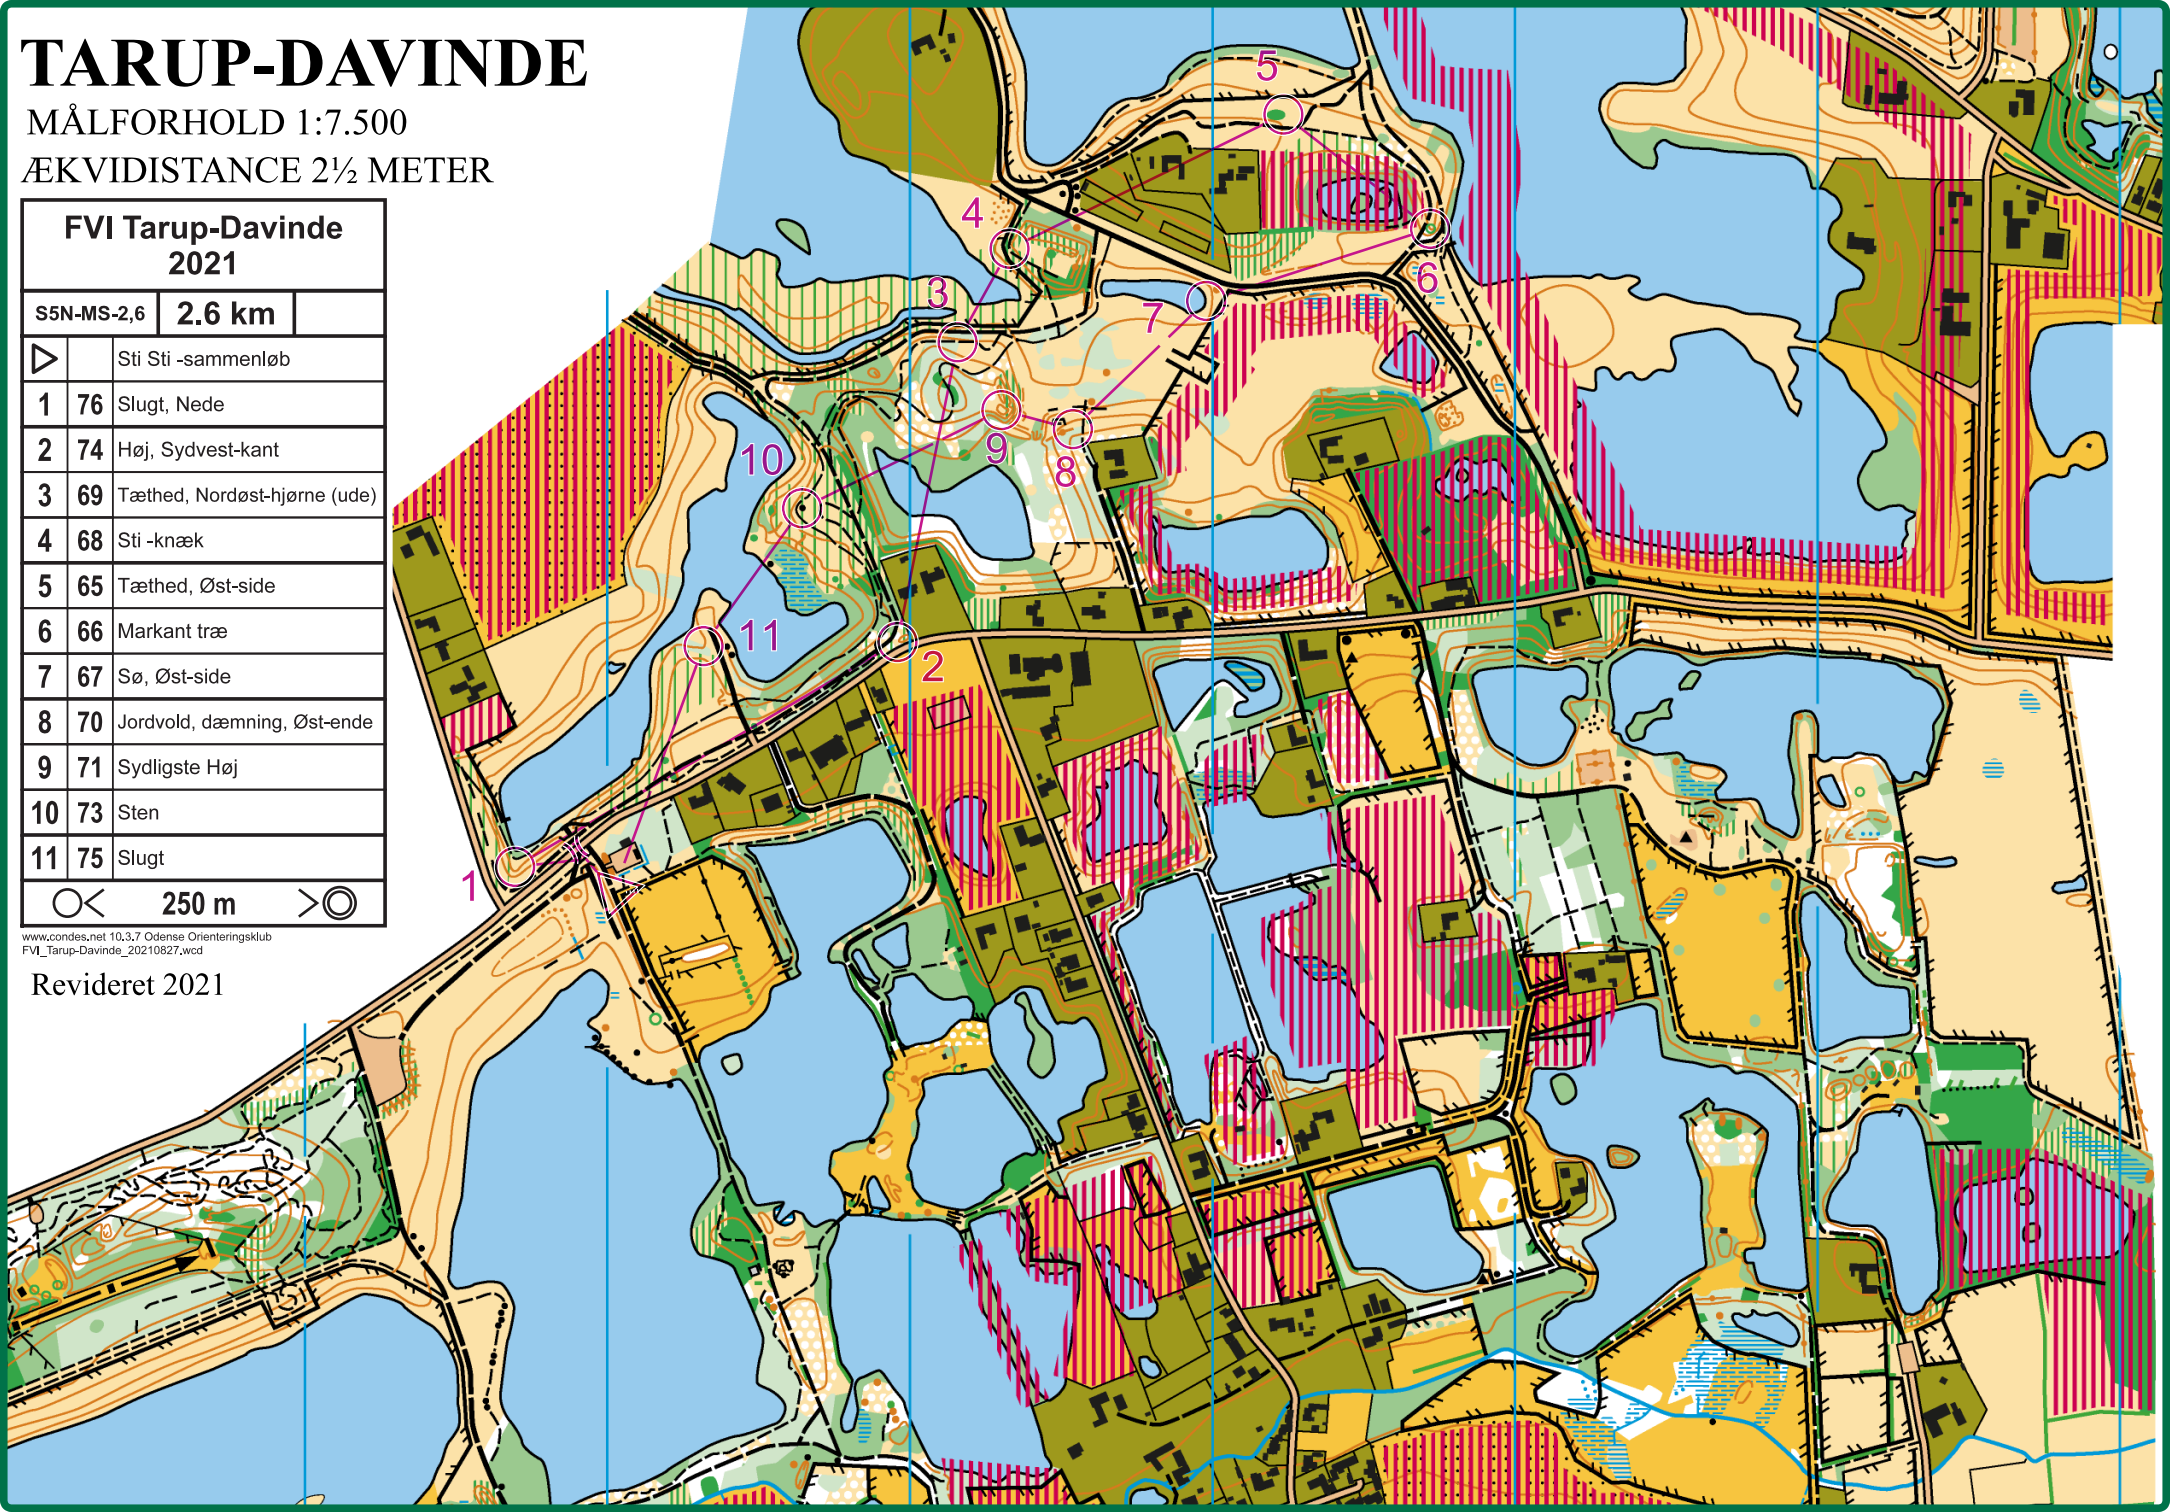 TARUP-DAVINDE
MÅLFORHOLD 1:7.500
ÆKVIDISTANCE 2½ METER
FVI Tarup-Davinde
2021
S5N-MS-2,6 2.6 km
Sti Sti -sammenløb
1 76 Slugt, Nede
2 74 Høj, Sydvest-kant
3 69 Tæthed, Nordøst-hjørne (ude)
4 68 Sti -knæk
5 65 Tæthed, Øst-side
6 66 Markant træ
7 67 Sø, Øst-side
8 70 Jordvold, dæmning, Øst-ende
9 71 Sydligste Høj
10 73 Sten
11 75 Slugt
250 m
www.condes.net 10.3.7 Odense Orienteringsklub
FVI_Tarup-Davinde_20210827.wcd
Revideret 2021
5
4
6
3
7
9
8
10
11
2
1